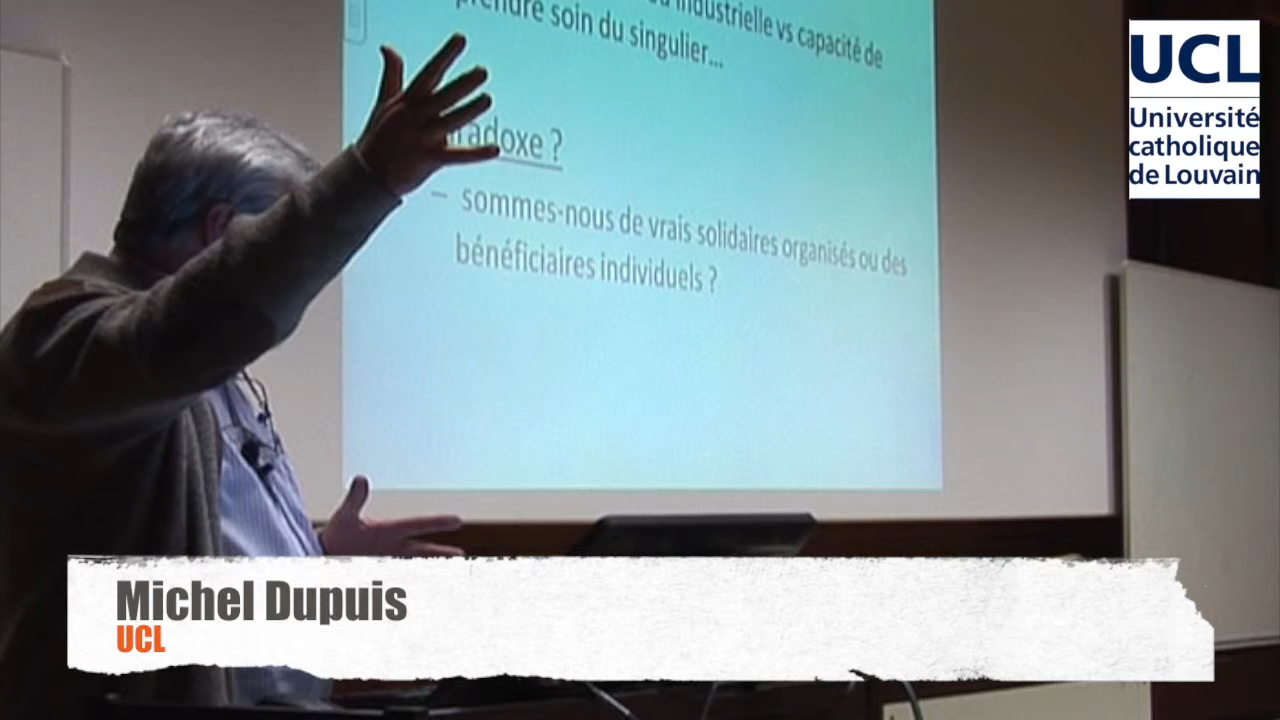 industrielle vs capacité de
prendre soin du singulier...
adoxe ?
– sommes-nous de vrais solidaires organisés ou des
bénéficiaires individuels ?
UCL
Université
catholique
de Louvain
Michel Dupuis
UCL